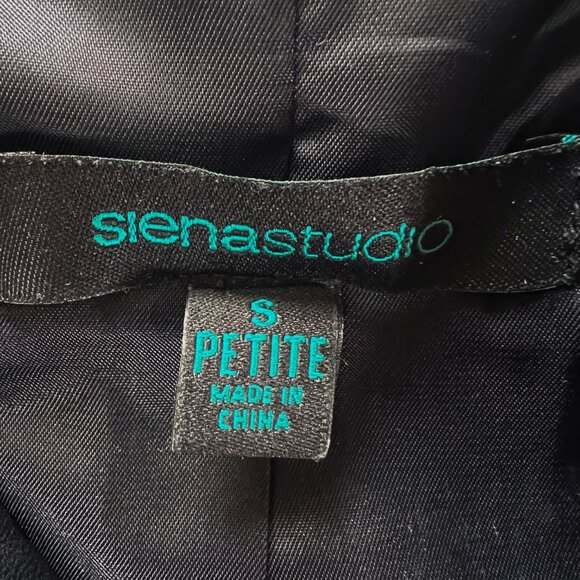 sienastudio
S
PETITE
MADE IN
CHINA